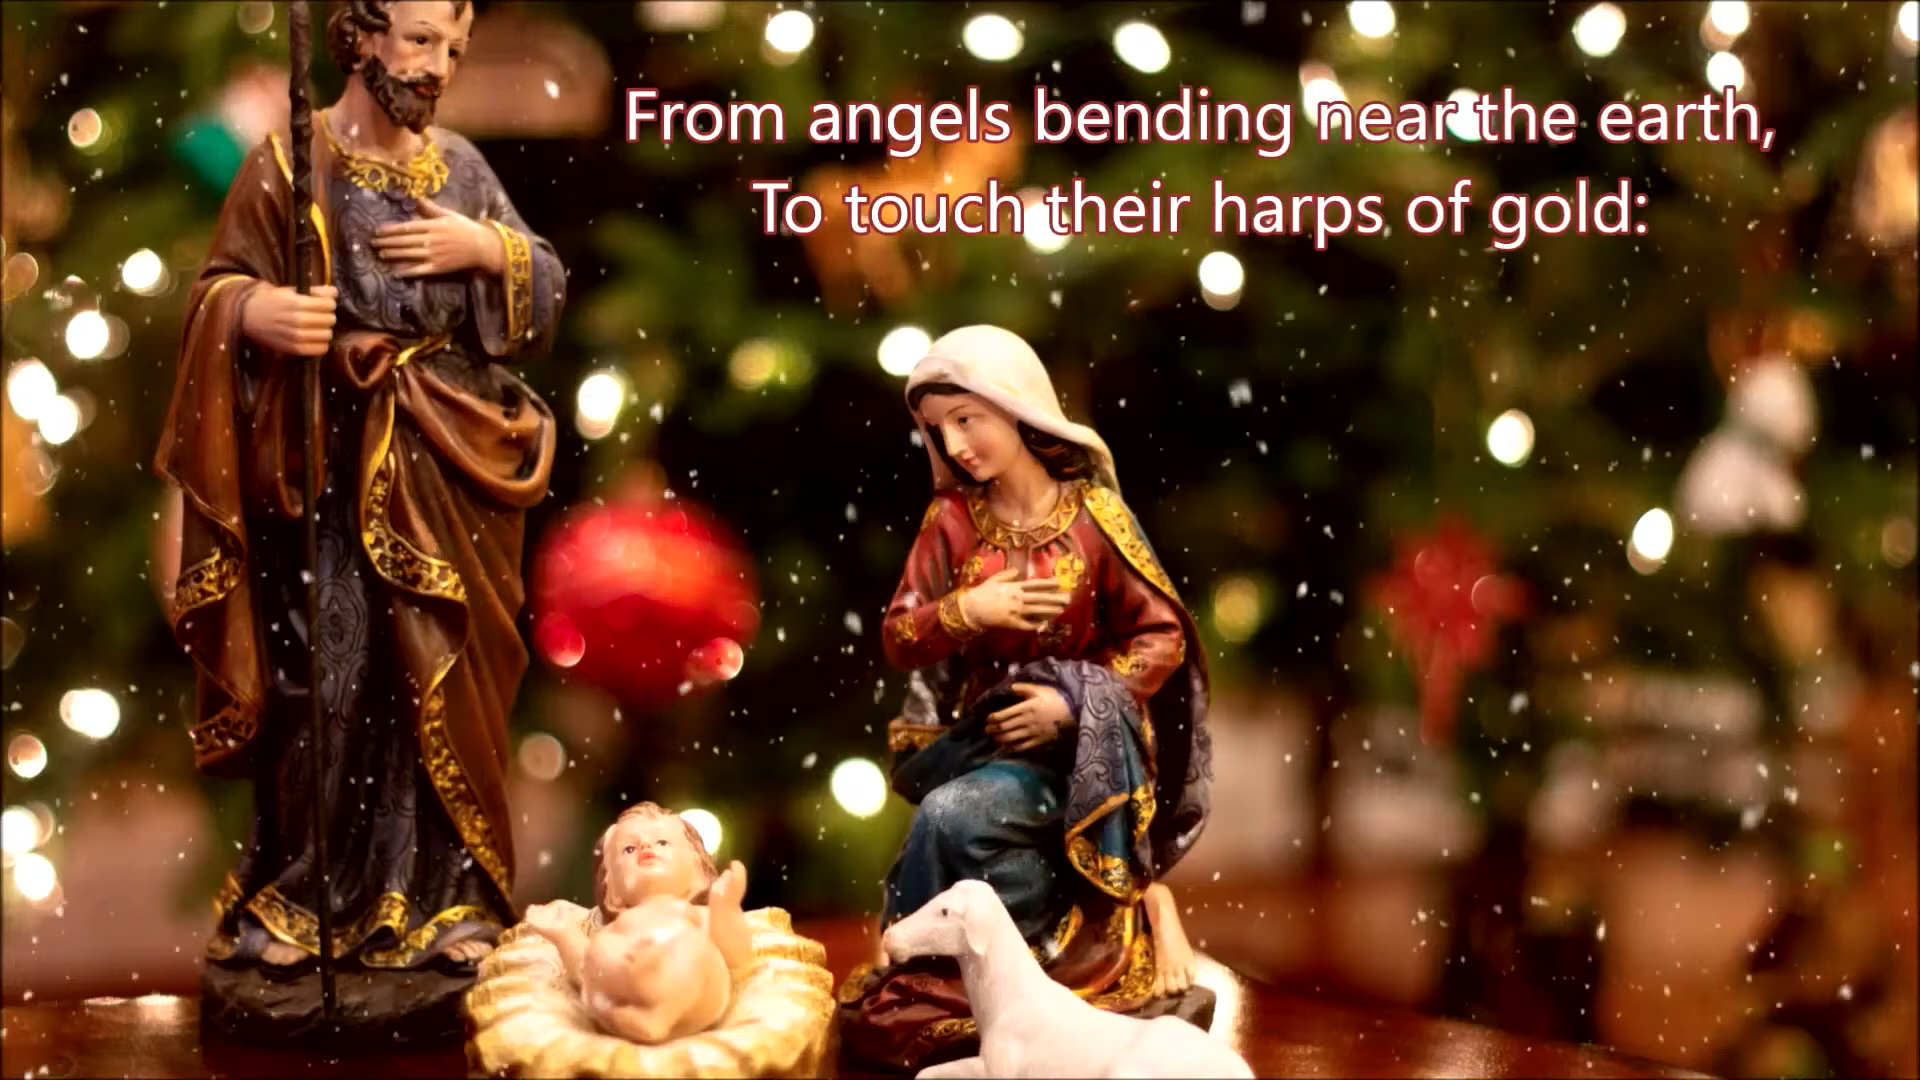 From angels bending near the earth,
To touch their harps of gold: